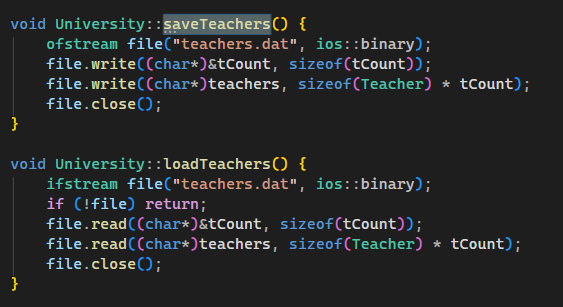 void University::saveTeachers() {
    ofstream file("teachers.dat", ios::binary);
    file.write((char*)&tCount, sizeof(tCount));
    file.write((char*)teachers, sizeof(Teacher) * tCount);
    file.close();
}

void University::loadTeachers() {
    ifstream file("teachers.dat", ios::binary);
    if (!file) return;
    file.read((char*)&tCount, sizeof(tCount));
    file.read((char*)teachers, sizeof(Teacher) * tCount);
    file.close();
}